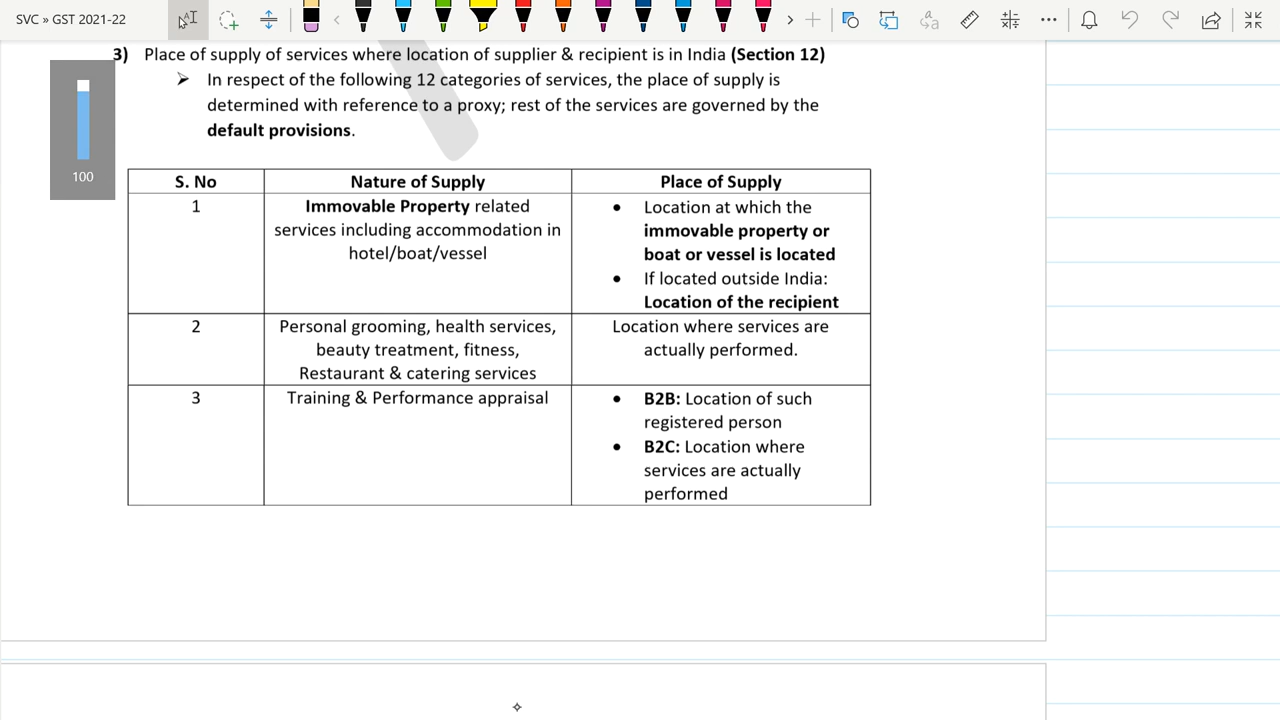 SVC » GST 2021-22
3) Place of supply of services where location of supplier & recipient is in India (Section 12)
➢ In respect of the following 12 categories of services, the place of supply is
determined with reference to a proxy; rest of the services are governed by the
default provisions.
100
S. No Nature of Supply Place of Supply
1
Immovable Property related
services including accommodation in
hotel/boat/vessel
• Location at which the
immovable property or
boat or vessel is located
• If located outside India:
Location of the recipient
2
Personal grooming, health services,
beauty treatment, fitness,
Restaurant & catering services
Location where services are
actually performed.
3
Training & Performance appraisal
• B2B: Location of such
registered person
• B2C: Location where
services are actually
performed